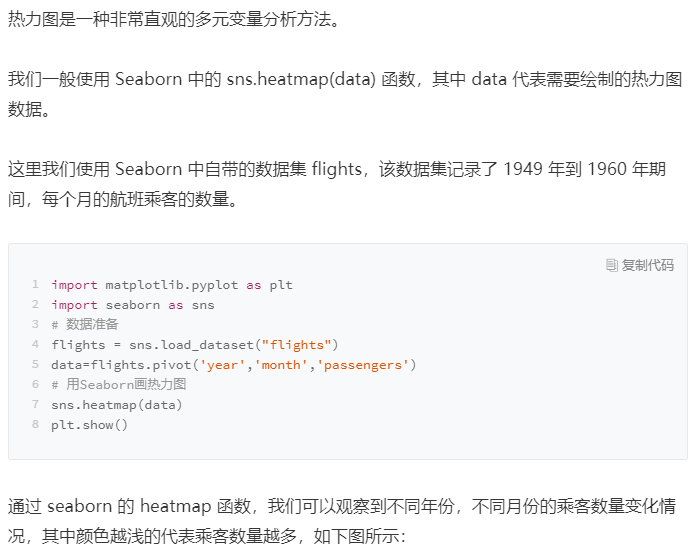 热力图是一种非常直观的多元变量分析方法。
我们一般使用 Seaborn 中的 sns.heatmap(data) 函数，其中 data 代表需要绘制的热力图
数据。
这里我们使用 Seaborn 中自带的数据集 flights，该数据集记录了 1949 年到 1960 年期
间，每个月的航班乘客的数量。
复制代码
1 import matplotlib.pyplot as plt
2 import seaborn as sns
3 # 数据准备
4 flights = sns.load_dataset("flights")
5 data=flights.pivot('year','month','passengers')
6 # 用Seaborn画热力图
7 sns.heatmap(data)
8 plt.show()
通过 seaborn 的 heatmap 函数，我们可以观察到不同年份，不同月份的乘客数量变化情
况，其中颜色越浅的代表乘客数量越多，如下图所示：